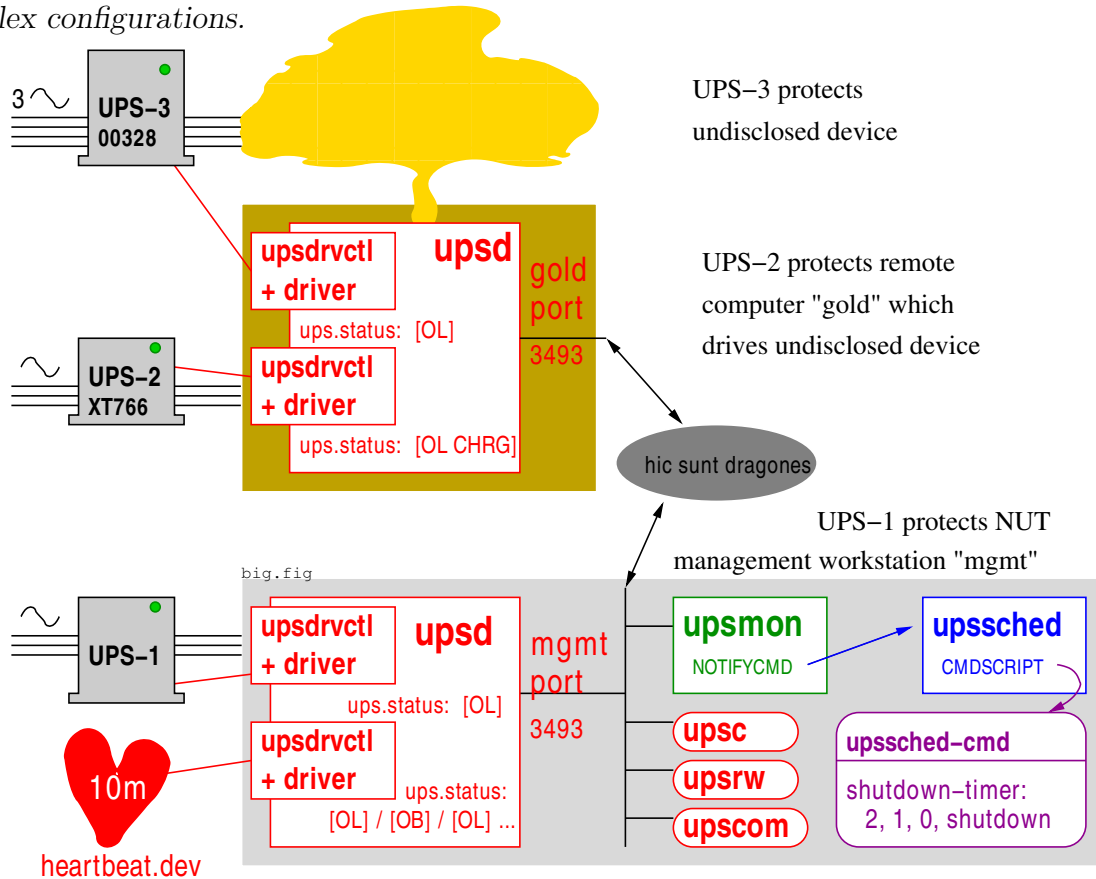 lex configurations.
3
UPS−3
00328
UPS−3 protects
undisclosed device
upsdrvctl
+ driver
upsd
ups.status: [OL]
gold
port
3493
UPS−2 protects remote
computer "gold" which
drives undisclosed device
UPS−2
XT766
upsdrvctl
+ driver
ups.status: [OL CHRG]
hic sunt dragones
UPS−1 protects NUT
management workstation "mgmt"
big.fig
UPS−1
upsdrvctl
+ driver
upsd
ups.status: [OL]
mgmt
port
3493
upsdrvctl
+ driver
ups.status:
[OL] / [OB] / [OL] ...
10m
heartbeat.dev
upsmon
NOTIFYCMD
upssched
CMDSCRIPT
upsc
upsrw
upscom
upssched−cmd
shutdown−timer:
2, 1, 0, shutdown